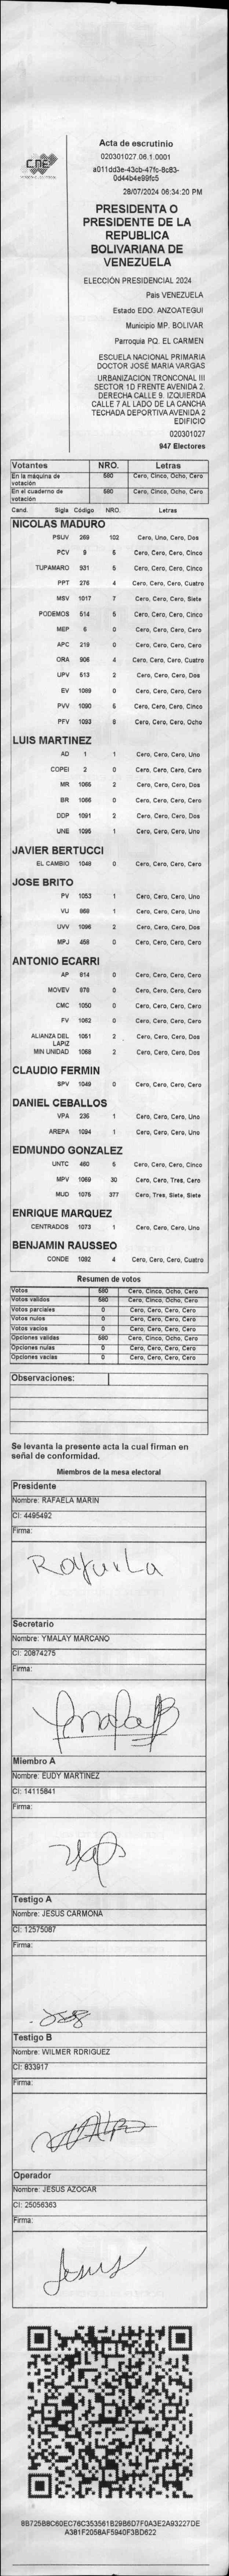 CNE
Acta de escrutinio
020301027.06.1.0001
a011dd3e-43cb-47fc-8c83-
0d44b4e99fc5
28/07/2024 06:34:20 PM
PRESIDENTA O
PRESIDENTE DE LA
REPUBLICA
BOLIVARIANA DE
VENEZUELA
ELECCIÓN PRESIDENCIAL 2024
Pais VENEZUELA
Estado EDO. ANZOATEGUI
Municipio MP. BOLIVAR
Parroquia PQ. EL CARMEN
ESCUELA NACIONAL PRIMARIA
DOCTOR JOSÉ MARIA VARGAS
URBANIZACIÓN TRONCONAL III
SECTOR 1D FRENTE AVENIDA 2.
DERECHA CALLE 9. IZQUIERDA
CALLE 7 AL LADO DE LA CANCHA
TECHADA DEPORTIVA AVENIDA 2
EDIFICIO
020301027
947 Electores
Votantes NRO. Letras
En la máquina de votación 580 Cero, Cinco, Ocho, Cero
En el cuaderno de votación 580 Cero, Cinco, Ocho, Cero
Cand. Sigla Código NRO. Letras
NICOLAS MADURO
PSUV 269 102 Cero, Uno, Cero, Dos
PCV 9 5 Cero, Cero, Cero, Cinco
TUPAMARO 931 5 Cero, Cero, Cero, Cinco
PPT 276 4 Cero, Cero, Cero, Cuatro
MSV 1017 7 Cero, Cero, Cero, Siete
PODEMOS 514 5 Cero, Cero, Cero, Cinco
MEP 6 0 Cero, Cero, Cero, Cero
APC 219 0 Cero, Cero, Cero, Cero
ORA 906 4 Cero, Cero, Cero, Cuatro
UPV 613 2 Cero, Cero, Cero, Dos
EV 1089 0 Cero, Cero, Cero, Cero
PVV 1090 5 Cero, Cero, Cero, Cinco
PFV 1093 8 Cero, Cero, Cero, Ocho
LUIS MARTINEZ
AD 1 1 Cero, Cero, Cero, Uno
COPEI 2 0 Cero, Cero, Cero, Cero
MR 1065 2 Cero, Cero, Cero, Dos
BR 1066 0 Cero, Cero, Cero, Cero
DDP 1091 2 Cero, Cero, Cero, Dos
UNE 1095 1 Cero, Cero, Cero, Uno
JAVIER BERTUCCI
EL CAMBIO 1048 0 Cero, Cero, Cero, Cero
JOSE BRITO
PV 1053 1 Cero, Cero, Cero, Uno
VU 868 1 Cero, Cero, Cero, Uno
UVV 1096 2 Cero, Cero, Cero, Dos
MPJ 458 0 Cero, Cero, Cero, Cero
ANTONIO ECARRI
AP 814 0 Cero, Cero, Cero, Cero
MOVEV 978 0 Cero, Cero, Cero, Cero
CMC 1050 0 Cero, Cero, Cero, Cero
FV 1062 0 Cero, Cero, Cero, Cero
ALIANZA DEL LAPIZ 1051 2 Cero, Cero, Cero, Dos
MIN UNIDAD 1068 2 Cero, Cero, Cero, Dos
CLAUDIO FERMIN
SPV 1049 0 Cero, Cero, Cero, Cero
DANIEL CEBALLOS
VPA 236 1 Cero, Cero, Cero, Uno
AREPA 1094 1 Cero, Cero, Cero, Uno
EDMUNDO GONZALEZ
UNTC 460 5 Cero, Cero, Cero, Cinco
MPV 1069 30 Cero, Cero, Tres, Cero
MUD 1075 377 Cero, Tres, Siete, Siete
ENRIQUE MARQUEZ
CENTRADOS 1073 1 Cero, Cero, Cero, Uno
BENJAMIN RAUSSEO
CONDE 1082 4 Cero, Cero, Cero, Cuatro
Resumen de votos
Votos 580 Cero, Cinco, Ocho, Cero
Votos validos 580 Cero, Cinco, Ocho, Cero
Votos parciales 0 Cero, Cero, Cero, Cero
Votos nulos 0 Cero, Cero, Cero, Cero
Votos vacios 0 Cero, Cero, Cero, Cero
Opciones validas 580 Cero, Cinco, Ocho, Cero
Opciones nulas 0 Cero, Cero, Cero, Cero
Opciones vacias 0 Cero, Cero, Cero, Cero
Observaciones:
Se levanta la presente acta la cual firman en
señal de conformidad.
Miembros de la mesa electoral
Presidente
Nombre: RAFAELA MARIN
CI: 4495492
Firma:
Secretario
Nombre: YMALAY MARCANO
CI: 20874275
Firma:
Miembro A
Nombre: EUDY MARTINEZ
CI: 14115841
Firma:
Testigo A
Nombre: JESUS CARMONA
CI: 12575087
Firma:
Testigo B
Nombre: WILMER RDRIGUEZ
CI: 833917
Firma:
Operador
Nombre: JESUS AZOCAR
CI: 25056363
Firma:
Jesus
8B725B8C60EC76C353561B29B6D7F0A3E2A93227DE
A381F2058AF5940F3BD622